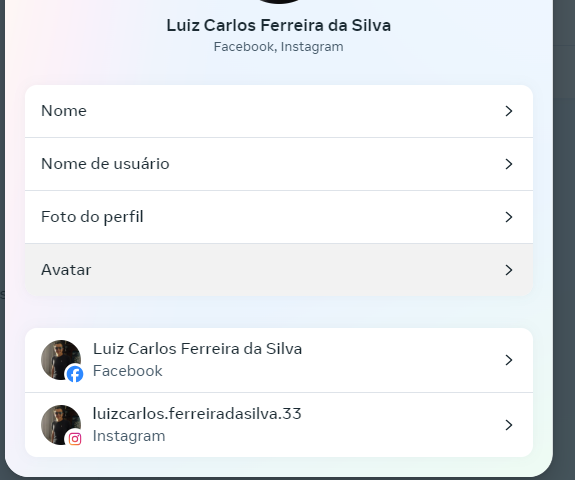 Luiz Carlos Ferreira da Silva
Facebook, Instagram
Nome
Nome de usuário
Foto do perfil
Avatar
Luiz Carlos Ferreira da Silva
Facebook
luizcarlos.ferreiradasilva.33
Instagram